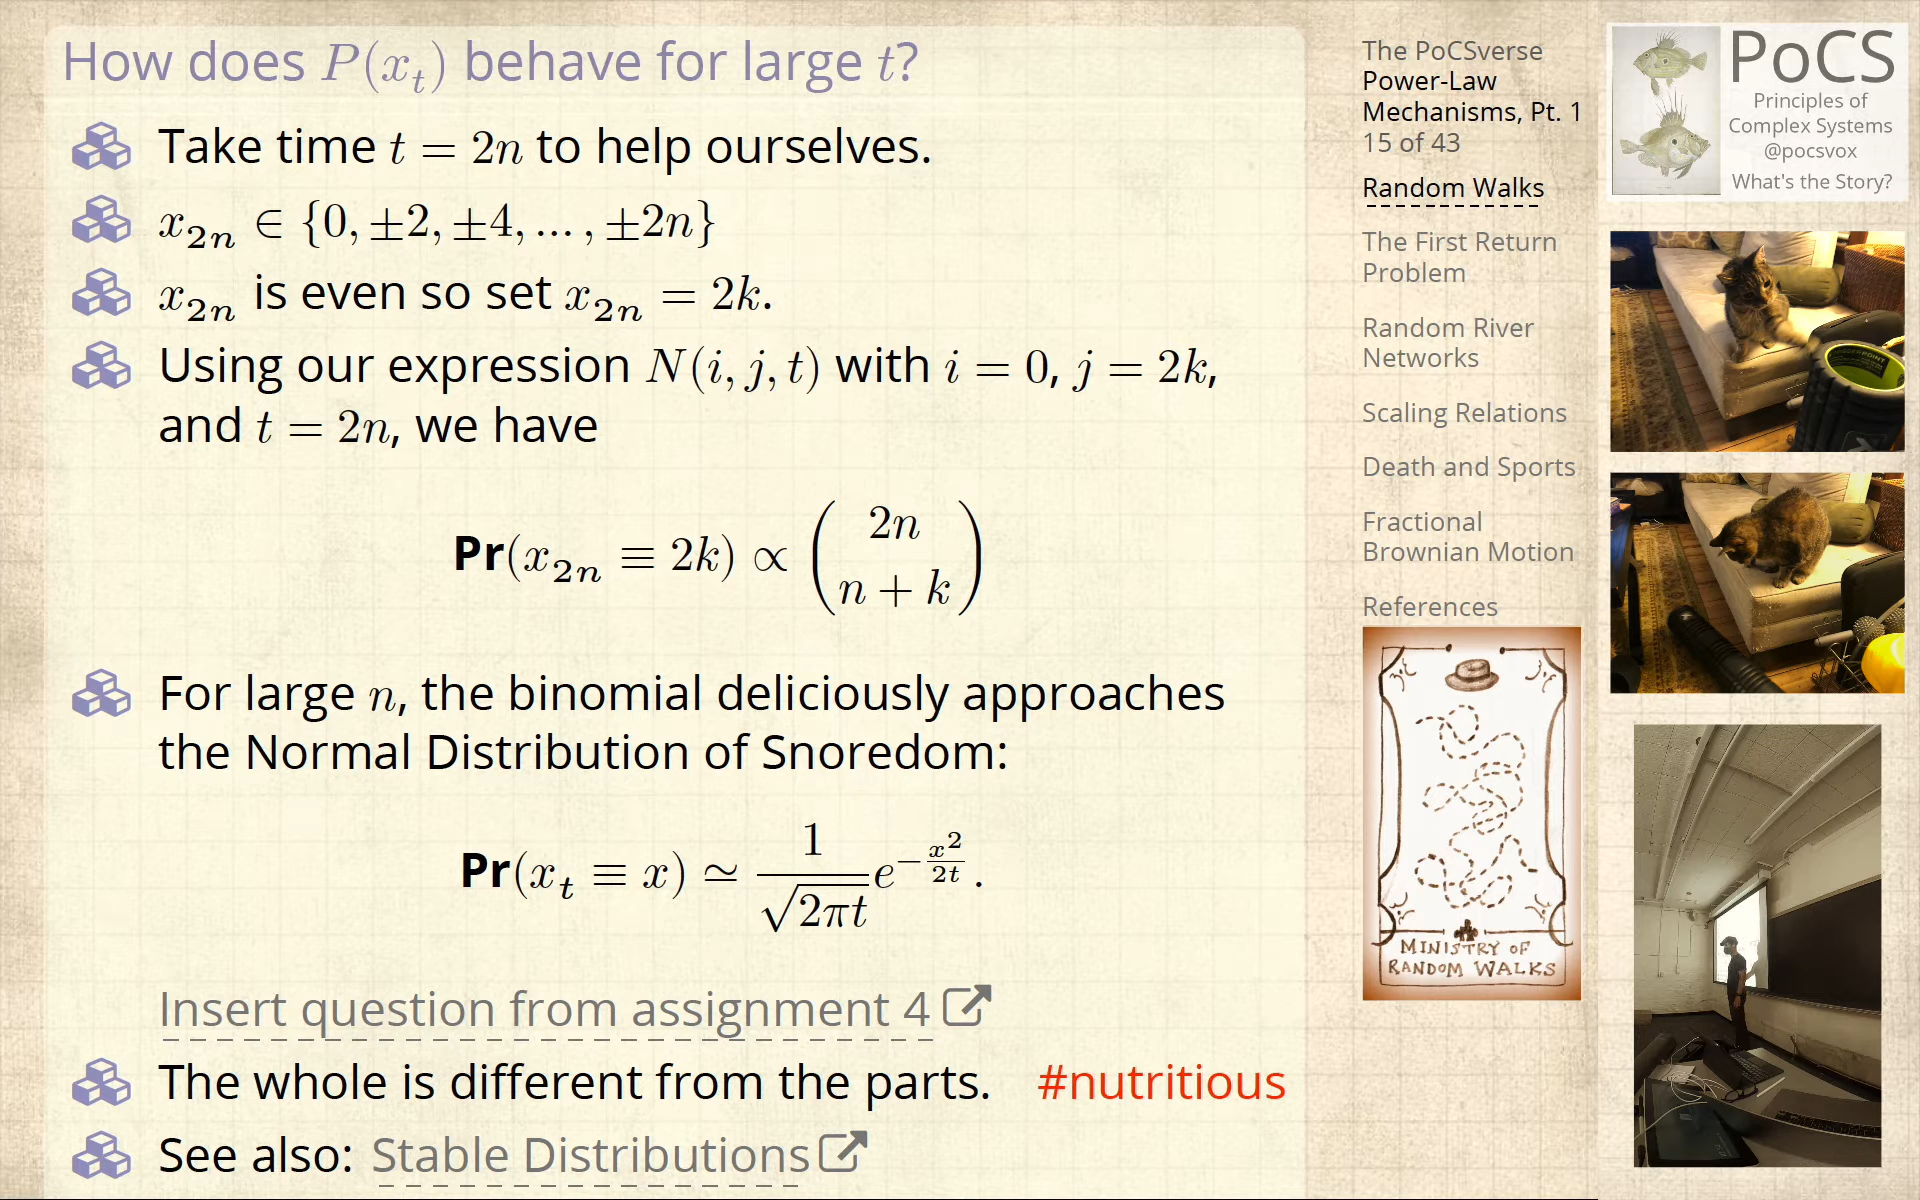 How does P(x_t) behave for large t?
Take time t = 2n to help ourselves.
x_{2n} ∈ {0, ±2, ±4, … , ±2n}
x_{2n} is even so set x_{2n} = 2k.
Using our expression N(i, j, t) with i = 0, j = 2k,
and t = 2n, we have
Pr(x_{2n} ≡ 2k) ∝ \binom{2n}{n + k}
For large n, the binomial deliciously approaches
the Normal Distribution of Snoredom:
Pr(x_t ≡ x) ≃ \frac{1}{\sqrt{2πt}} e^{-\frac{x^2}{2t}}.
Insert question from assignment 4
The whole is different from the parts. #nutritious
See also: Stable Distributions
The PoCSverse
Power-Law
Mechanisms, Pt. 1
15 of 43
Random Walks
The First Return
Problem
Random River
Networks
Scaling Relations
Death and Sports
Fractional
Brownian Motion
References
MINISTRY OF
RANDOM WALKS
PoCS
Principles of
Complex Systems
@pocsvox
What's the Story?